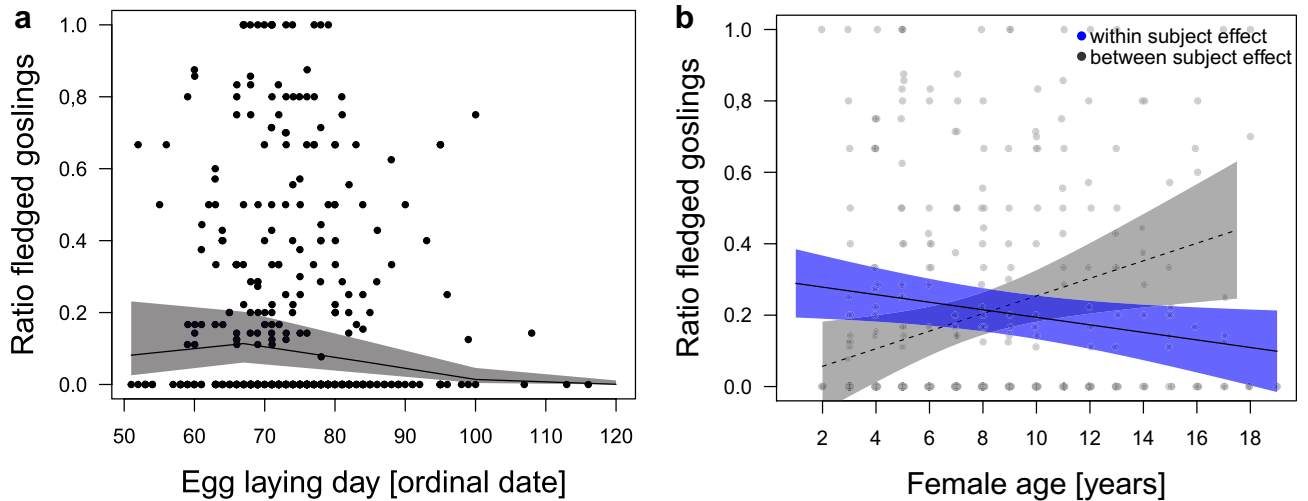 a
Ratio fledged goslings
1.0
0.8
0.6
0.4
0.2
0.0
50 60 70 80 90 100 110 120
Egg laying day [ordinal date]
b
Ratio fledged goslings
1.0
0.8
0.6
0.4
0.2
0.0
within subject effect
between subject effect
2 4 6 8 10 12 14 16 18
Female age [years]